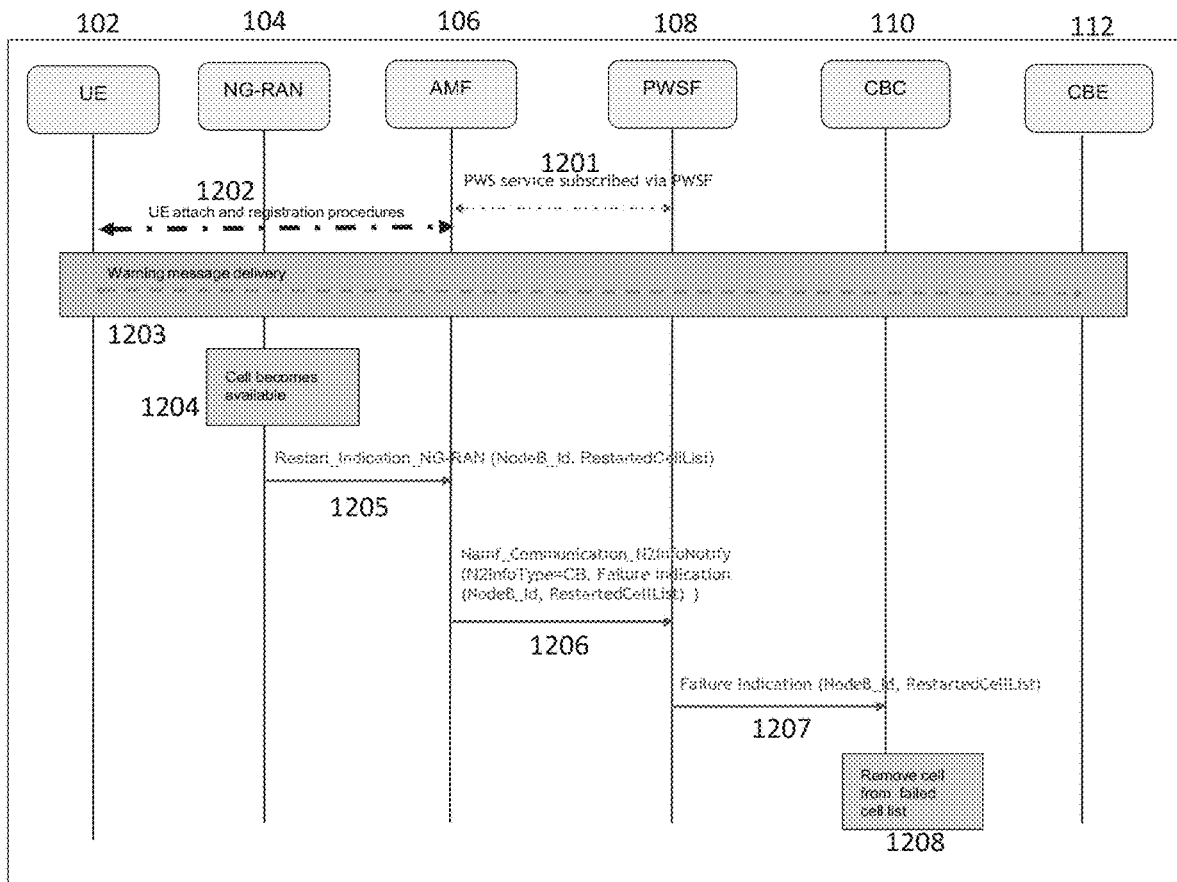 102 104 106 108 110 112
UE NG-RAN AMF PWSF CBC CBE
1201
PWS service subscribed via PWSF
1202
UE attach and registration procedures
Warning message delivery
1203
Cell becomes
available
1204
Restart_Indication_NG-RAN (NodeB_Id, RestartedCellList)
1205
Namf_Communication_N2InfoNotify
(N2InfoType=CB, Failure Indication
(NodeB_Id, RestartedCellList) )
1206
Failure Indication (NodeB_Id, RestartedCellList)
1207
Remove cell
from failed
cell list
1208